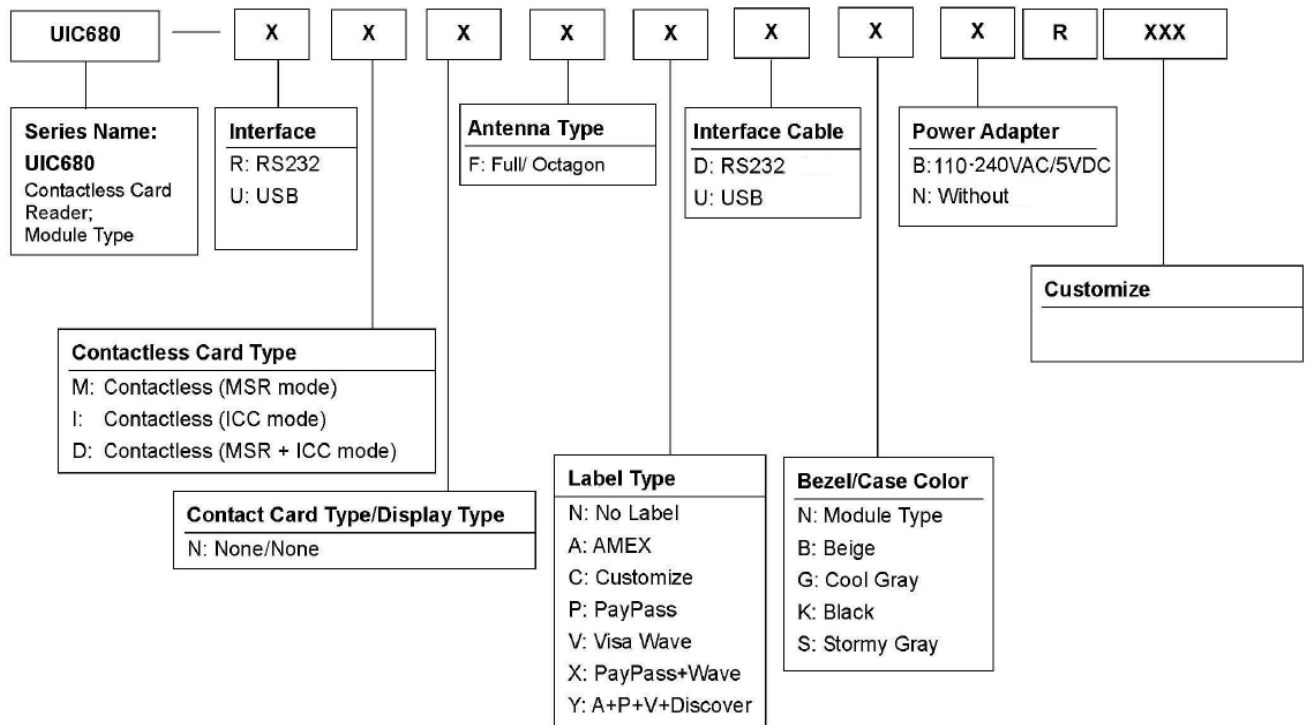 UIC680 — X X X X X X X X R XXX
Series Name:
UIC680
Contactless Card
Reader;
Module Type
Interface
R: RS232
U: USB
Antenna Type
F: Full/ Octagon
Interface Cable
D: RS232
U: USB
Power Adapter
B:110-240VAC/5VDC
N: Without
Customize
Contactless Card Type
M: Contactless (MSR mode)
I: Contactless (ICC mode)
D: Contactless (MSR + ICC mode)
Contact Card Type/Display Type
N: None/None
Label Type
N: No Label
A: AMEX
C: Customize
P: PayPass
V: Visa Wave
X: PayPass+Wave
Y: A+P+V+Discover
Bezel/Case Color
N: Module Type
B: Beige
G: Cool Gray
K: Black
S: Stormy Gray